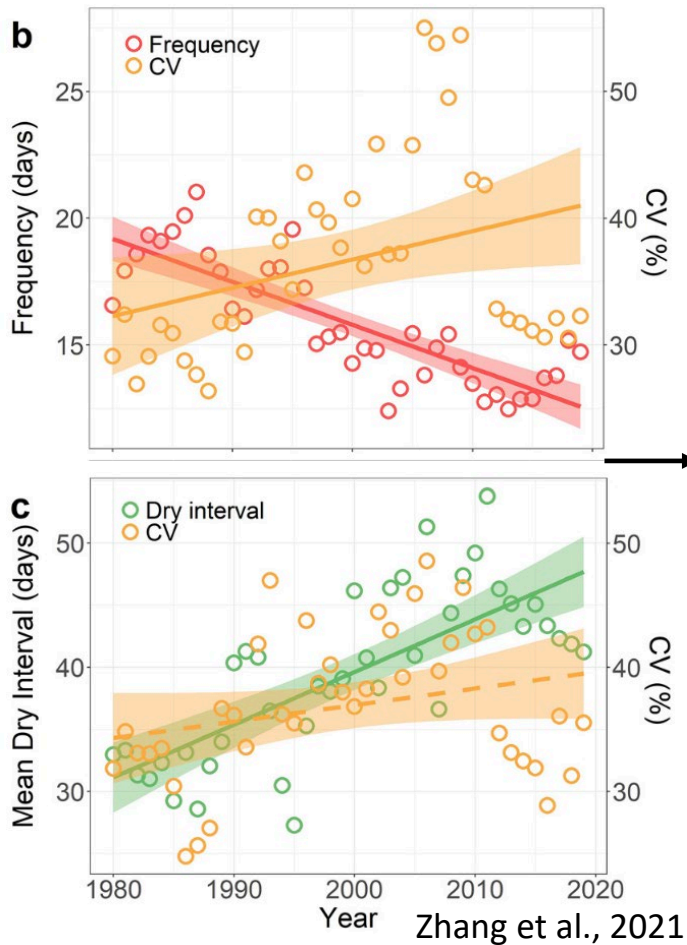 b
Frequency
CV
Frequency (days)
25
20
15
50
40
30
CV (%)
c
Dry interval
CV
Mean Dry Interval (days)
50
40
30
50
40
30
CV (%)
1980
1990
2000
2010
2020
Year
Zhang et al., 2021